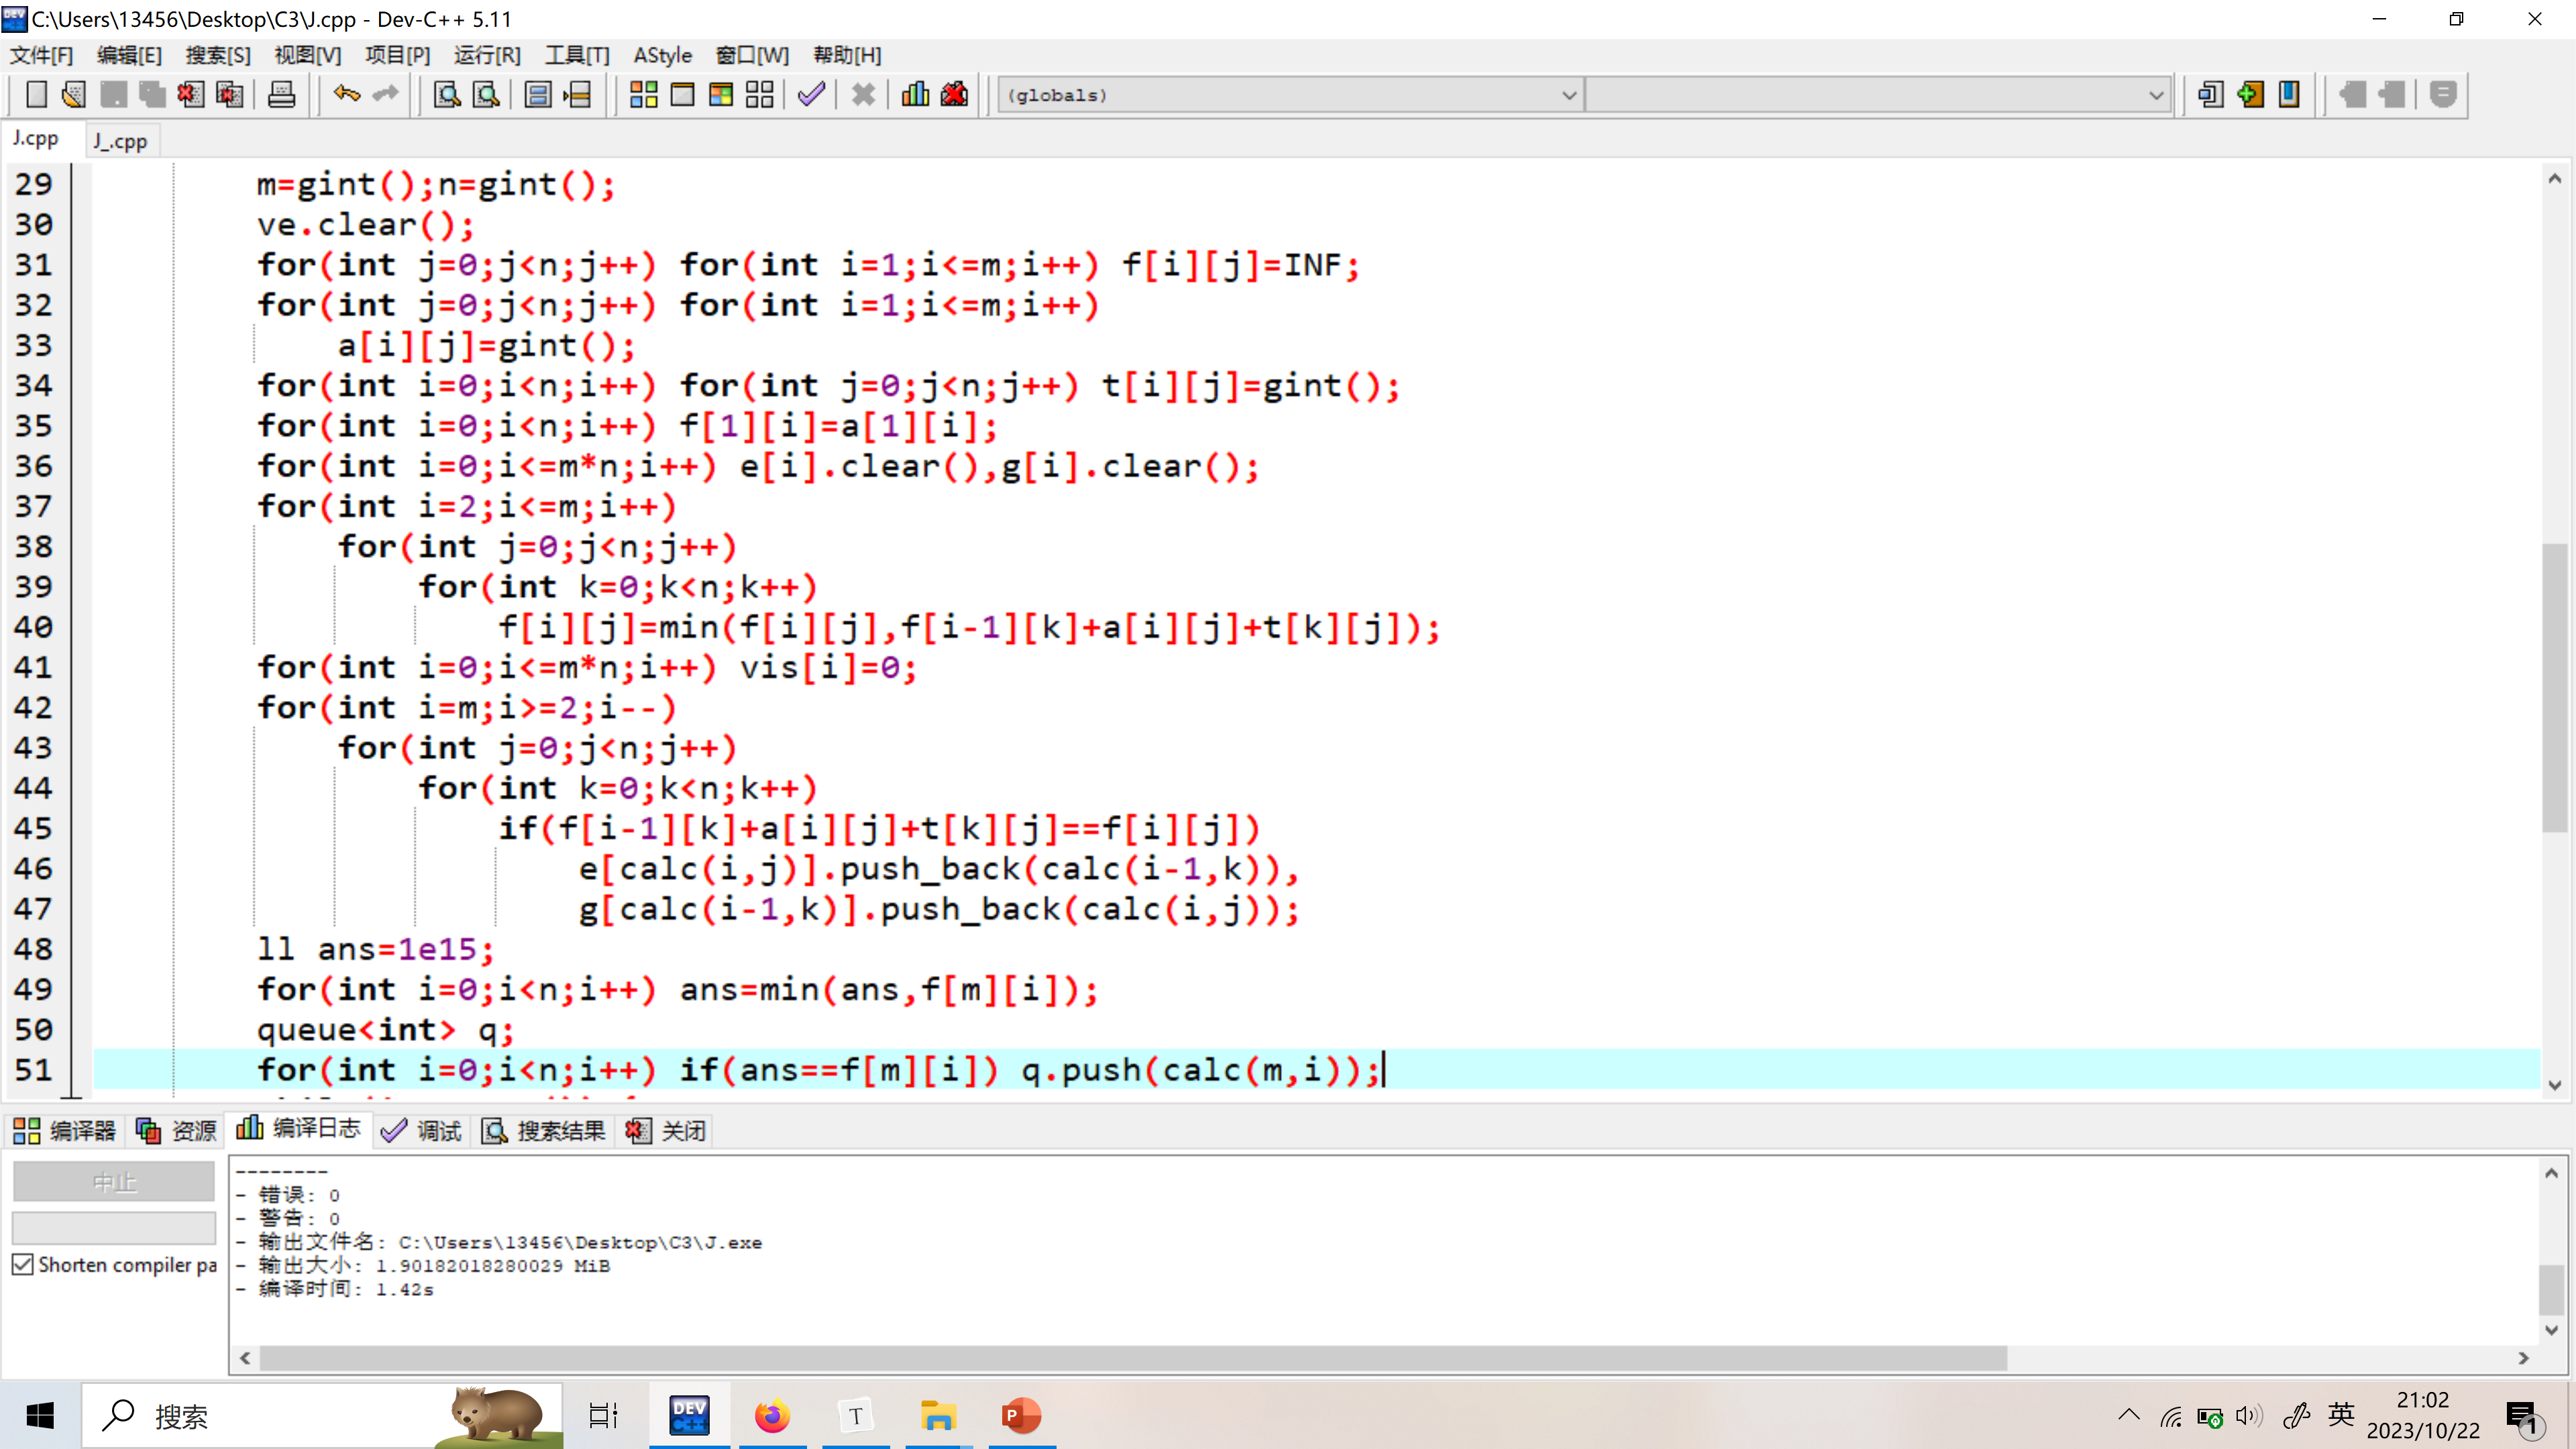 C:\Users\13456\Desktop\C3\J.cpp - Dev-C++ 5.11
文件[F] 编辑[E] 搜索[S] 视图[V] 项目[P] 运行[R] 工具[T] AStyle 窗口[W] 帮助[H]
(globals)
J.cpp J_.cpp
29 m=gint();n=gint();
30 ve.clear();
31 for(int j=0;j<n;j++) for(int i=1;i<=m;i++) f[i][j]=INF;
32 for(int j=0;j<n;j++) for(int i=1;i<=m;i++)
33 a[i][j]=gint();
34 for(int i=0;i<n;i++) for(int j=0;j<n;j++) t[i][j]=gint();
35 for(int i=0;i<n;i++) f[1][i]=a[1][i];
36 for(int i=0;i<=m*n;i++) e[i].clear(),g[i].clear();
37 for(int i=2;i<=m;i++)
38 for(int j=0;j<n;j++)
39 for(int k=0;k<n;k++)
40 f[i][j]=min(f[i][j],f[i-1][k]+a[i][j]+t[k][j]);
41 for(int i=0;i<=m*n;i++) vis[i]=0;
42 for(int i=m;i>=2;i--)
43 for(int j=0;j<n;j++)
44 for(int k=0;k<n;k++)
45 if(f[i-1][k]+a[i][j]+t[k][j]==f[i][j])
46 e[calc(i,j)].push_back(calc(i-1,k)),
47 g[calc(i-1,k)].push_back(calc(i,j));
48 ll ans=1e15;
49 for(int i=0;i<n;i++) ans=min(ans,f[m][i]);
50 queue<int> q;
51 for(int i=0;i<n;i++) if(ans==f[m][i]) q.push(calc(m,i));
编译器 资源 编译日志 调试 搜索结果 关闭
中止
Shorten compiler pa
--------
- 错误: 0
- 警告: 0
- 输出文件名: C:\Users\13456\Desktop\C3\J.exe
- 输出大小: 1.90182018280029 MiB
- 编译时间: 1.42s
搜索
DEV C++
T
P
英
21:02
2023/10/22
1